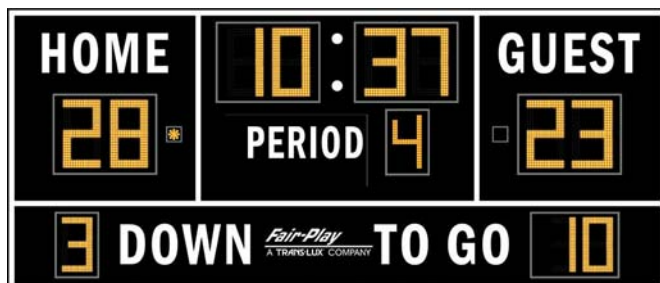 HOME
28
10:37
PERIOD 4
GUEST
23
3 DOWN
Fair-Play
A TRANS-LUX COMPANY
TO GO 10